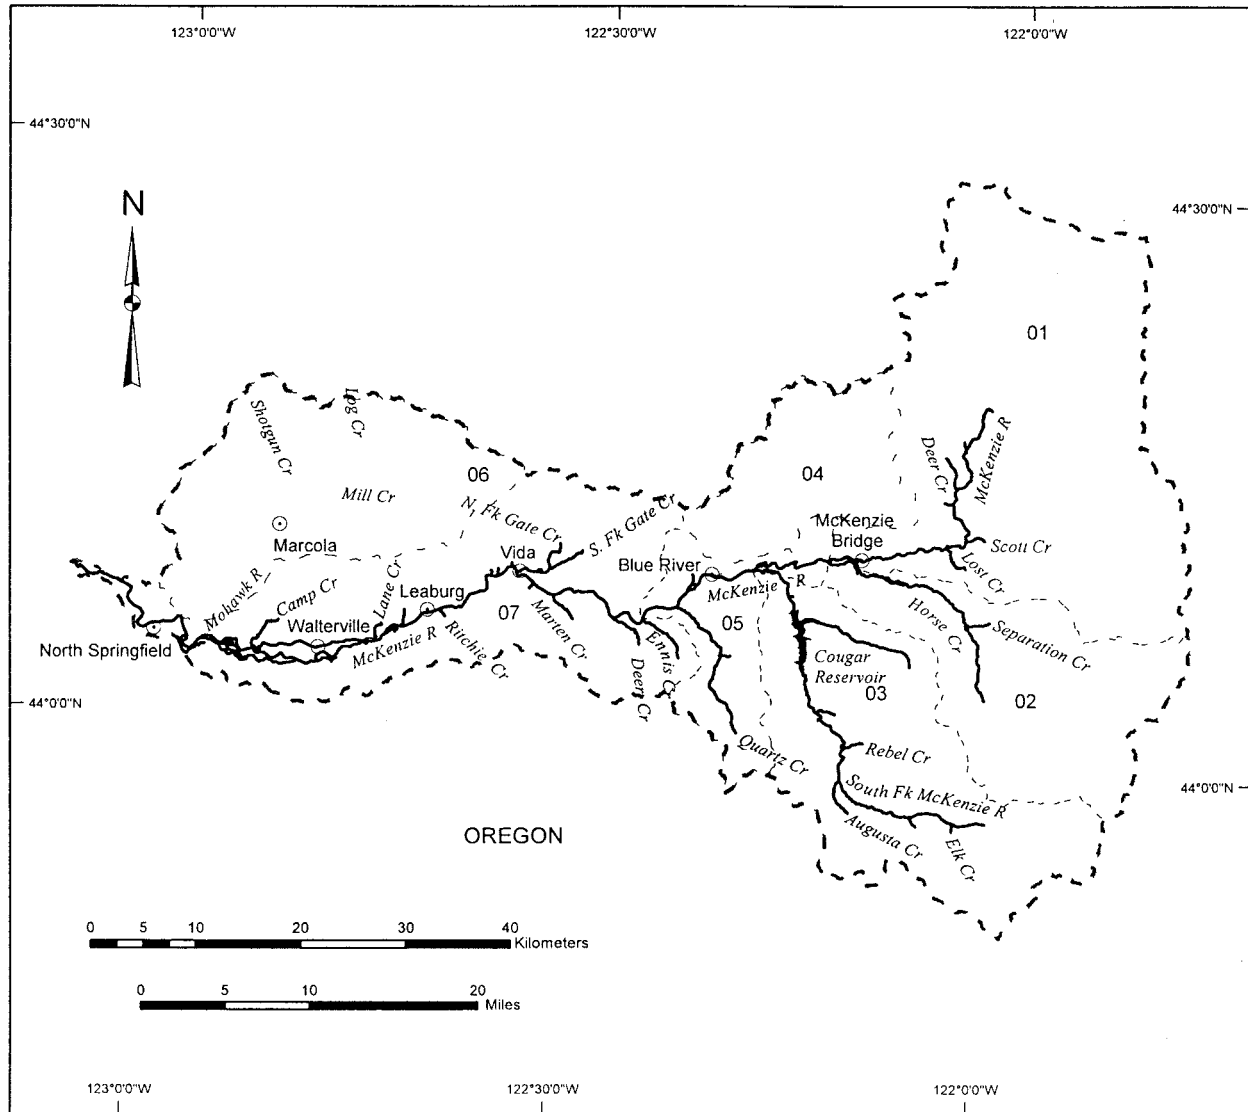 123°0'0"W
122°30'0"W
122°0'0"W
44°30'0"N
44°30'0"N
N
01
Shotgun Cr
Log Cr
06
04
Deer Cr
McKenzie R
Mill Cr
N Fk Gate Cr
S. Fk Gate Cr
McKenzie
Bridge
Marcola
Vida
Blue River
Scott Cr
Lost Cr
Mohawk R
Camp Cr
Lane Cr
Leaburg
McKenzie R
Horse Cr
Separation Cr
North Springfield
Walterville
McKenzie R
Ritchie Cr
07
Marten Cr
Ennis Cr
Deer Cr
05
Cougar
Reservoir
03
02
44°0'0"N
Quartz Cr
Rebel Cr
South Fk McKenzie R
44°0'0"N
Augusta Cr
Elk Cr
OREGON
0 5 10 20 30 40
Kilometers
0 5 10 20
Miles
123°0'0"W
122°30'0"W
122°0'0"W